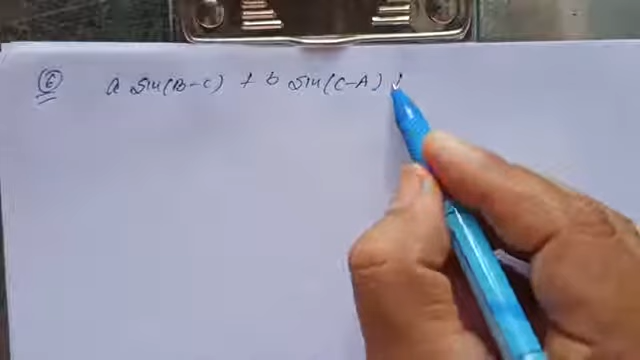 ⑥ a sin(B-C) + b sin(C-A) +